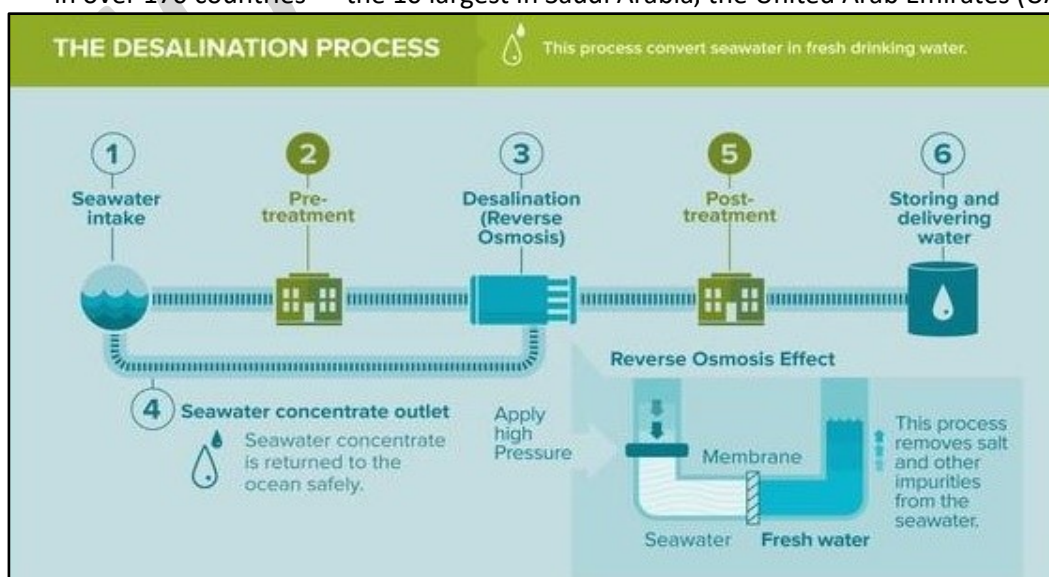 THE DESALINATION PROCESS
This process convert seawater in fresh drinking water.
1
Seawater
intake
2
Pre-
treatment
3
Desalination
(Reverse
Osmosis)
5
Post-
treatment
6
Storing and
delivering
water
4
Seawater concentrate outlet
Seawater concentrate
is returned to the
ocean safely.
Reverse Osmosis Effect
Apply
high
Pressure
Membrane
Seawater
Fresh water
This process
removes salt
and other
impurities
from the
seawater.